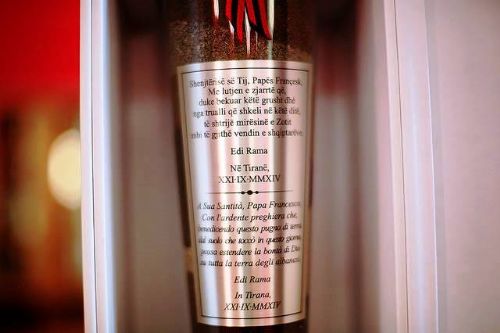 Shenjtërisë së Tij, Papës Françesk,
Me lutjen e zjarrtë që,
duke bekuar këtë grusht dhé
nga trualli që shkeli në këtë ditë,
të shtrijë mirësinë e Zotit
mbi të gjithë vendin e shqiptarëve.
Edi Rama
Në Tiranë,
XXI·IX·MMXIV
A Sua Santità, Papa Francesco,
Con l'ardente preghiera che,
benedicendo questo pugno di terra,
dal suolo che toccò in questo giorno,
possa estendere la bontà di Dio
su tutta la terra degli albanesi.
Edi Rama
In Tirana,
XXI·IX·MMXIV